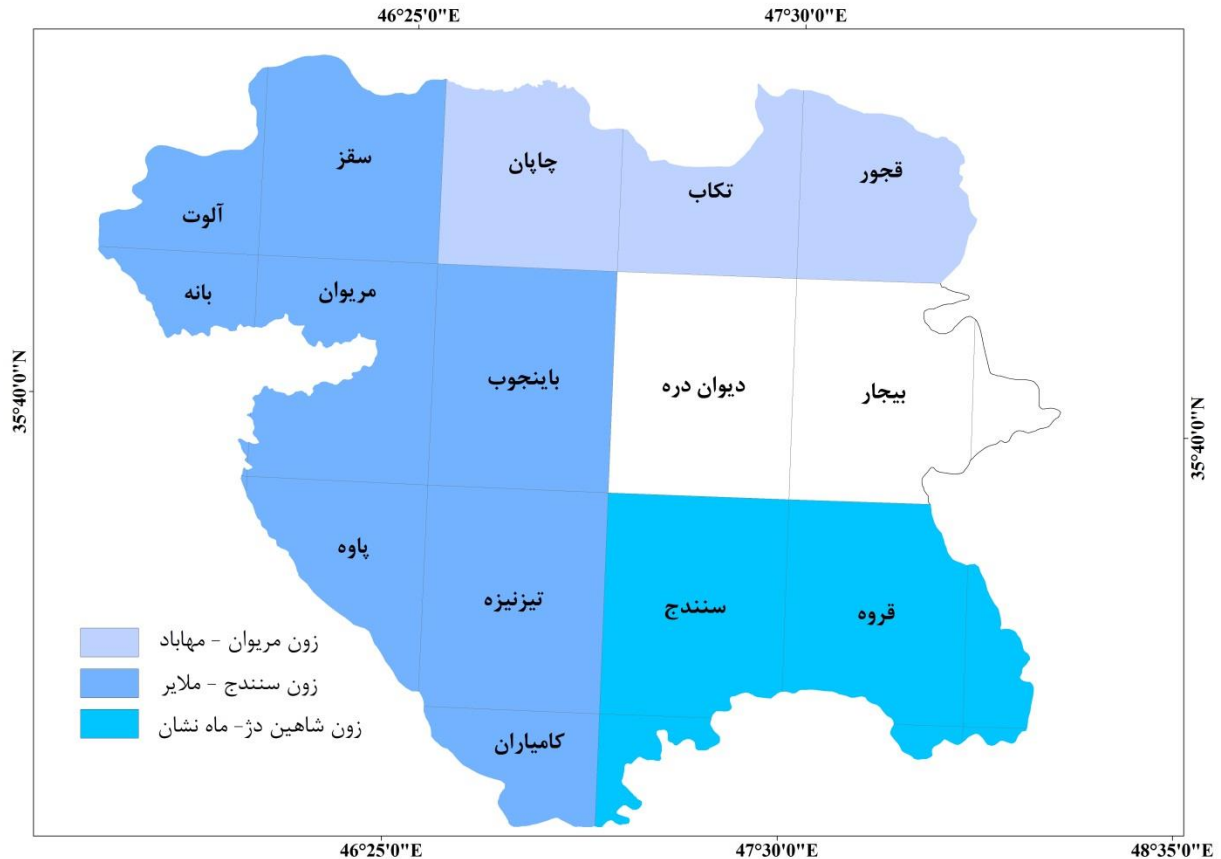 46°25'0"E
47°30'0"E
سقز
چاپان
قجور
تکاب
آلوت
بانه
مریوان
باینجوب
دیوان دره
بیجار
35°40'0"N
35°40'0"N
پاوه
تیزنیزه
سنندج
قروه
کامیاران
زون مریوان - مهاباد
زون سنندج - ملایر
زون شاهین دژ- ماه نشان
46°25'0"E
47°30'0"E
48°35'0"E